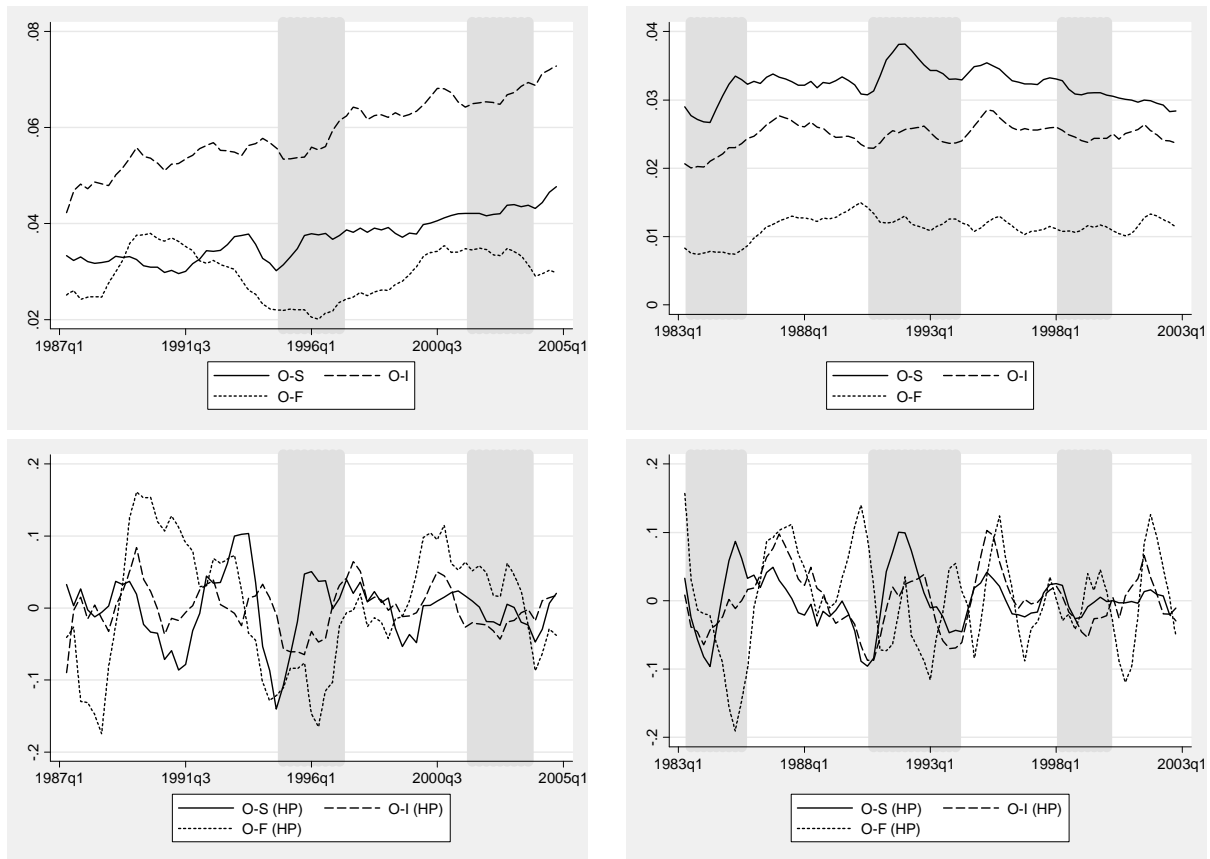 .08
.06
.04
.02
1987q1 1991q3 1996q1 2000q3 2005q1
O-S O-I
O-F
.04
.03
.02
.01
0
1983q1 1988q1 1993q1 1998q1 2003q1
O-S O-I
O-F
.2
.1
0
-.1
-.2
1987q1 1991q3 1996q1 2000q3 2005q1
O-S (HP) O-I (HP)
O-F (HP)
.2
.1
0
-.1
-.2
1983q1 1988q1 1993q1 1998q1 2003q1
O-S (HP) O-I (HP)
O-F (HP)